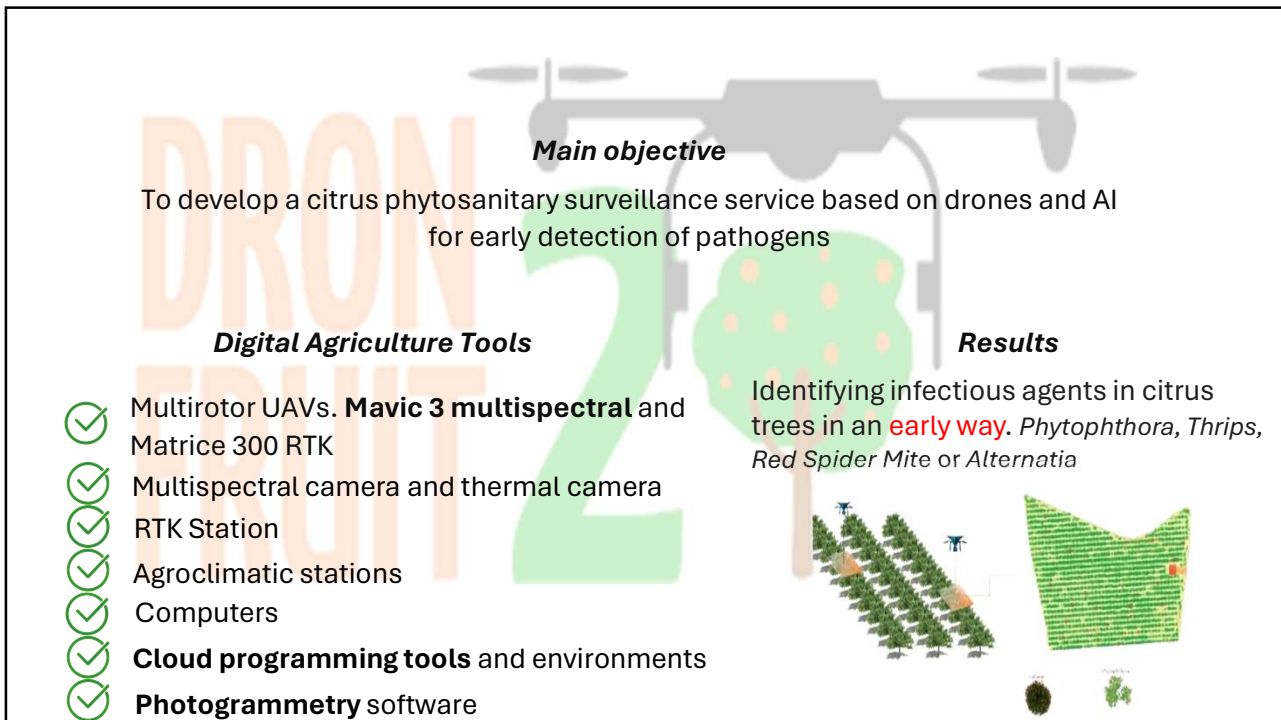 DRON
FRUIT
2
Main objective
To develop a citrus phytosanitary surveillance service based on drones and AI
for early detection of pathogens
Digital Agriculture Tools
Multirotor UAVs. Mavic 3 multispectral and
Matrice 300 RTK
Multispectral camera and thermal camera
RTK Station
Agroclimatic stations
Computers
Cloud programming tools and environments
Photogrammetry software
Results
Identifying infectious agents in citrus
trees in an early way. Phytophthora, Thrips,
Red Spider Mite or Alternatia